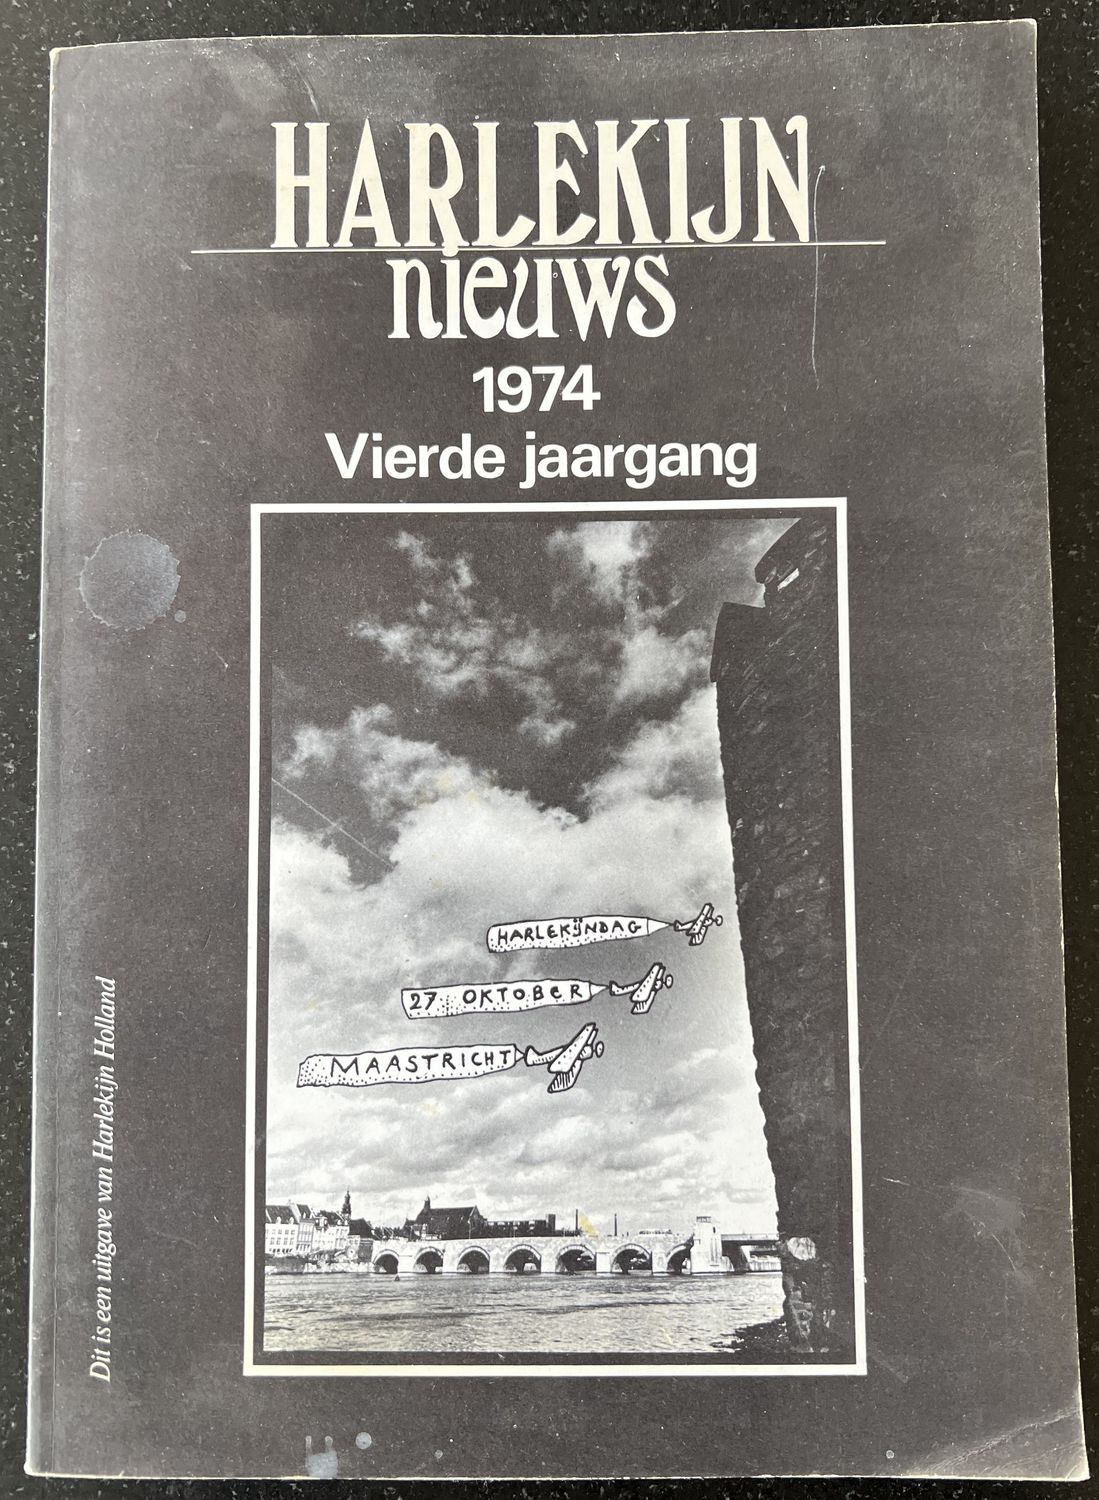 HARLEKIJN
nieuws
1974
Vierde jaargang
HARLEKIJNDAG
27 OKTOBeR
MAASTRICHT
Dit is een uitgave van Harlekijn Holland